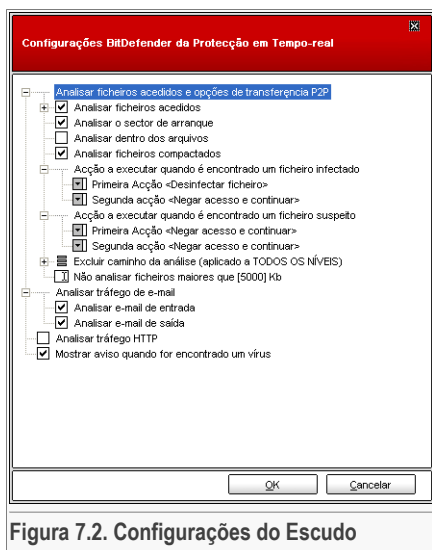 Configurações BitDefender da Protecção em Tempo-real
Analisar ficheiros acedidos e opções de transferência P2P
Analisar ficheiros acedidos
Analisar o sector de arranque
Analisar dentro dos arquivos
Analisar ficheiros compactados
Acção a executar quando é encontrado um ficheiro infectado
Primeira Acção <Desinfectar ficheiro>
Segunda acção <Negar acesso e continuar>
Acção a executar quando é encontrado um ficheiro suspeito
Primeira Acção <Negar acesso e continuar>
Segunda acção <Negar acesso e continuar>
Excluir caminho da análise (aplicado a TODOS OS NÍVEIS)
Não analisar ficheiros maiores que [5000] Kb
Analisar tráfego de e-mail
Analisar e-mail de entrada
Analisar e-mail de saída
Analisar tráfego HTTP
Mostrar aviso quando for encontrado um vírus
OK
Cancelar
Figura 7.2. Configurações do Escudo